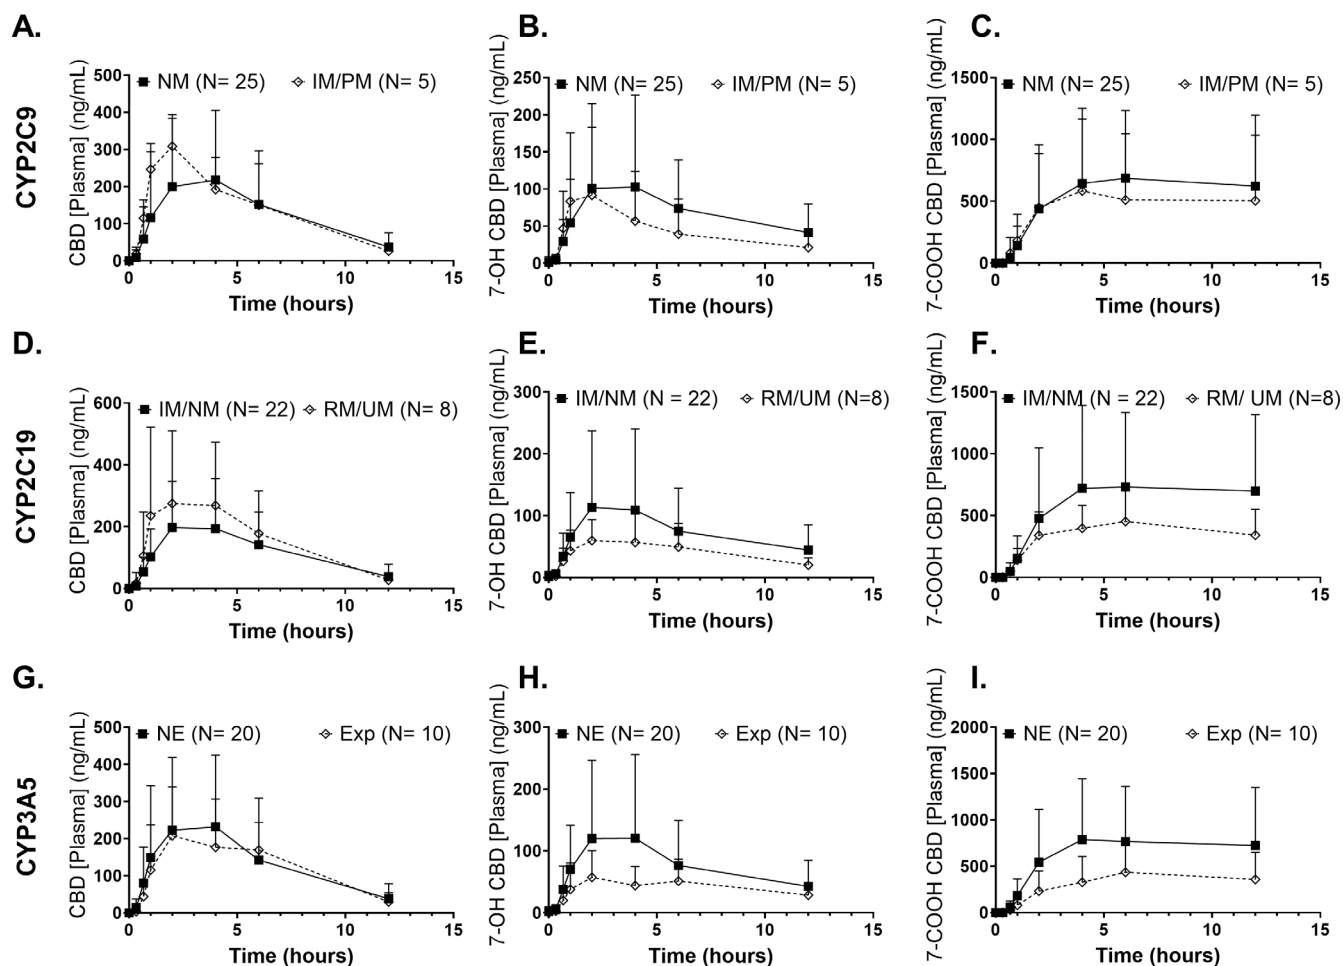 A.
B.
C.
CYP2C9
CBD [Plasma] (ng/mL)
NM (N= 25) IM/PM (N= 5)
500
400
300
200
100
0
0 5 10 15
Time (hours)
7-OH CBD [Plasma] (ng/mL)
NM (N= 25) IM/PM (N= 5)
250
200
150
100
50
0
0 5 10 15
Time (hours)
7-COOH CBD [Plasma] (ng/mL)
NM (N= 25) IM/PM (N= 5)
1500
1000
500
0
0 5 10 15
Time (hours)
D.
E.
F.
CYP2C19
CBD [Plasma] (ng/mL)
IM/NM (N= 22) RM/UM (N= 8)
600
400
200
0
0 5 10 15
Time (hours)
7-OH CBD [Plasma] (ng/mL)
IM/NM (N = 22) RM/UM (N=8)
300
200
100
0
0 5 10 15
Time (hours)
7-COOH CBD [Plasma] (ng/mL)
IM/NM (N = 22) RM/ UM (N=8)
1500
1000
500
0
0 5 10 15
Time (hours)
G.
H.
I.
CYP3A5
CBD [Plasma] (ng/mL)
NE (N= 20) Exp (N= 10)
500
400
300
200
100
0
0 5 10 15
Time (hours)
7-OH CBD [Plasma] (ng/mL)
NE (N= 20) Exp (N= 10)
300
200
100
0
0 5 10 15
Time (hours)
7-COOH CBD [Plasma] (ng/mL)
NE (N= 20) Exp (N= 10)
2000
1500
1000
500
0
0 5 10 15
Time (hours)